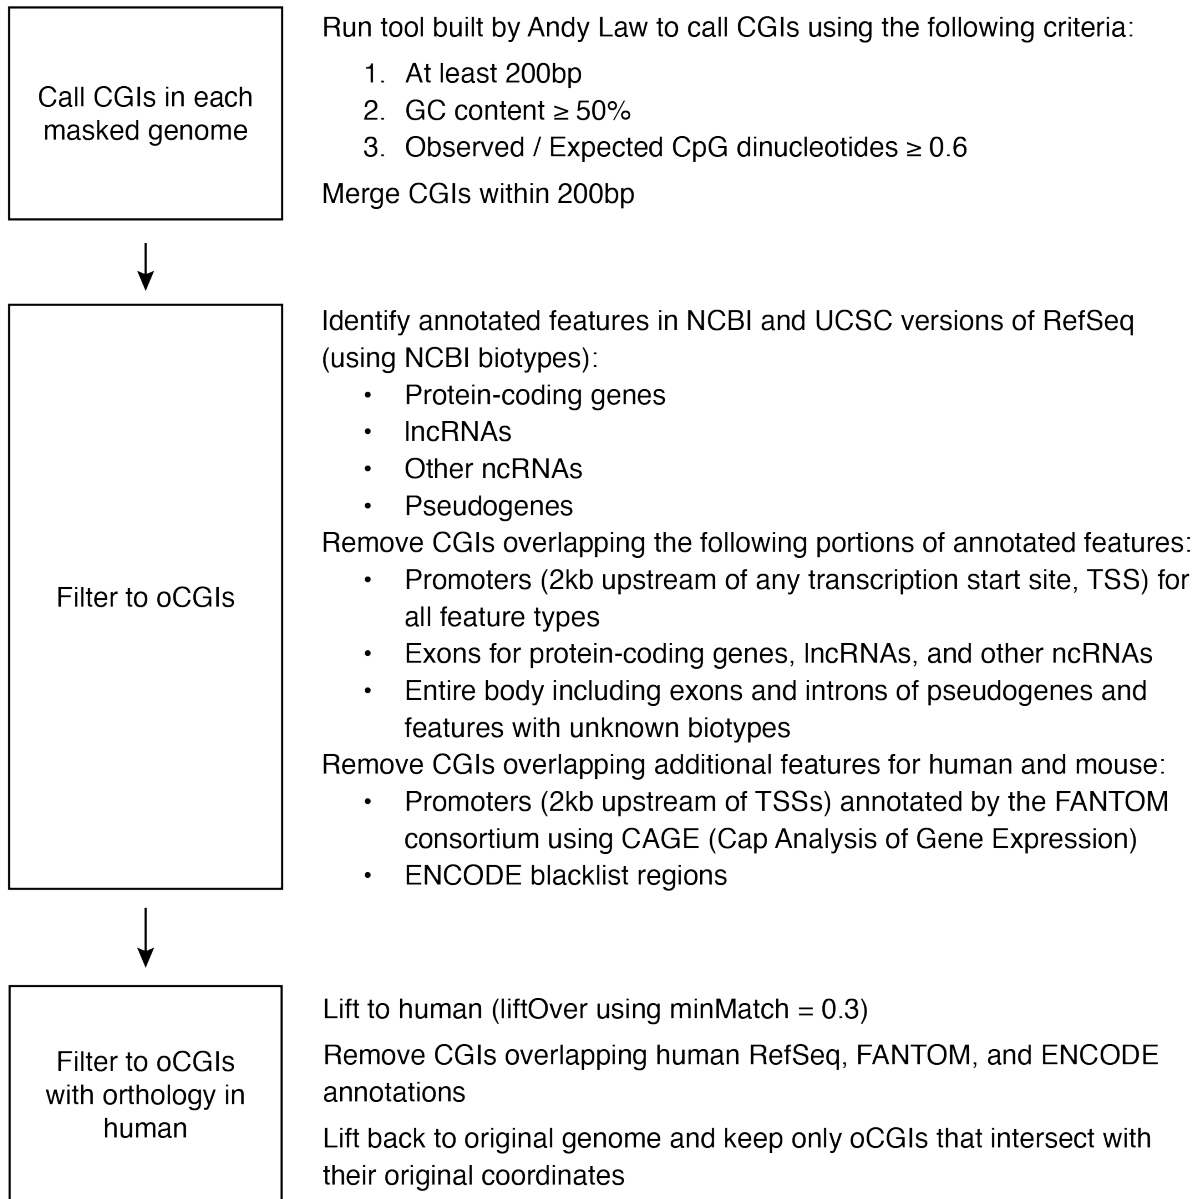 Call CGIs in each
masked genome
Run tool built by Andy Law to call CGIs using the following criteria:
1. At least 200bp
2. GC content ≥ 50%
3. Observed / Expected CpG dinucleotides ≥ 0.6
Merge CGIs within 200bp
Filter to oCGIs
Identify annotated features in NCBI and UCSC versions of RefSeq
(using NCBI biotypes):
• Protein-coding genes
• lncRNAs
• Other ncRNAs
• Pseudogenes
Remove CGIs overlapping the following portions of annotated features:
• Promoters (2kb upstream of any transcription start site, TSS) for
all feature types
• Exons for protein-coding genes, lncRNAs, and other ncRNAs
• Entire body including exons and introns of pseudogenes and
features with unknown biotypes
Remove CGIs overlapping additional features for human and mouse:
• Promoters (2kb upstream of TSSs) annotated by the FANTOM
consortium using CAGE (Cap Analysis of Gene Expression)
• ENCODE blacklist regions
Filter to oCGIs
with orthology in
human
Lift to human (liftOver using minMatch = 0.3)
Remove CGIs overlapping human RefSeq, FANTOM, and ENCODE
annotations
Lift back to original genome and keep only oCGIs that intersect with
their original coordinates